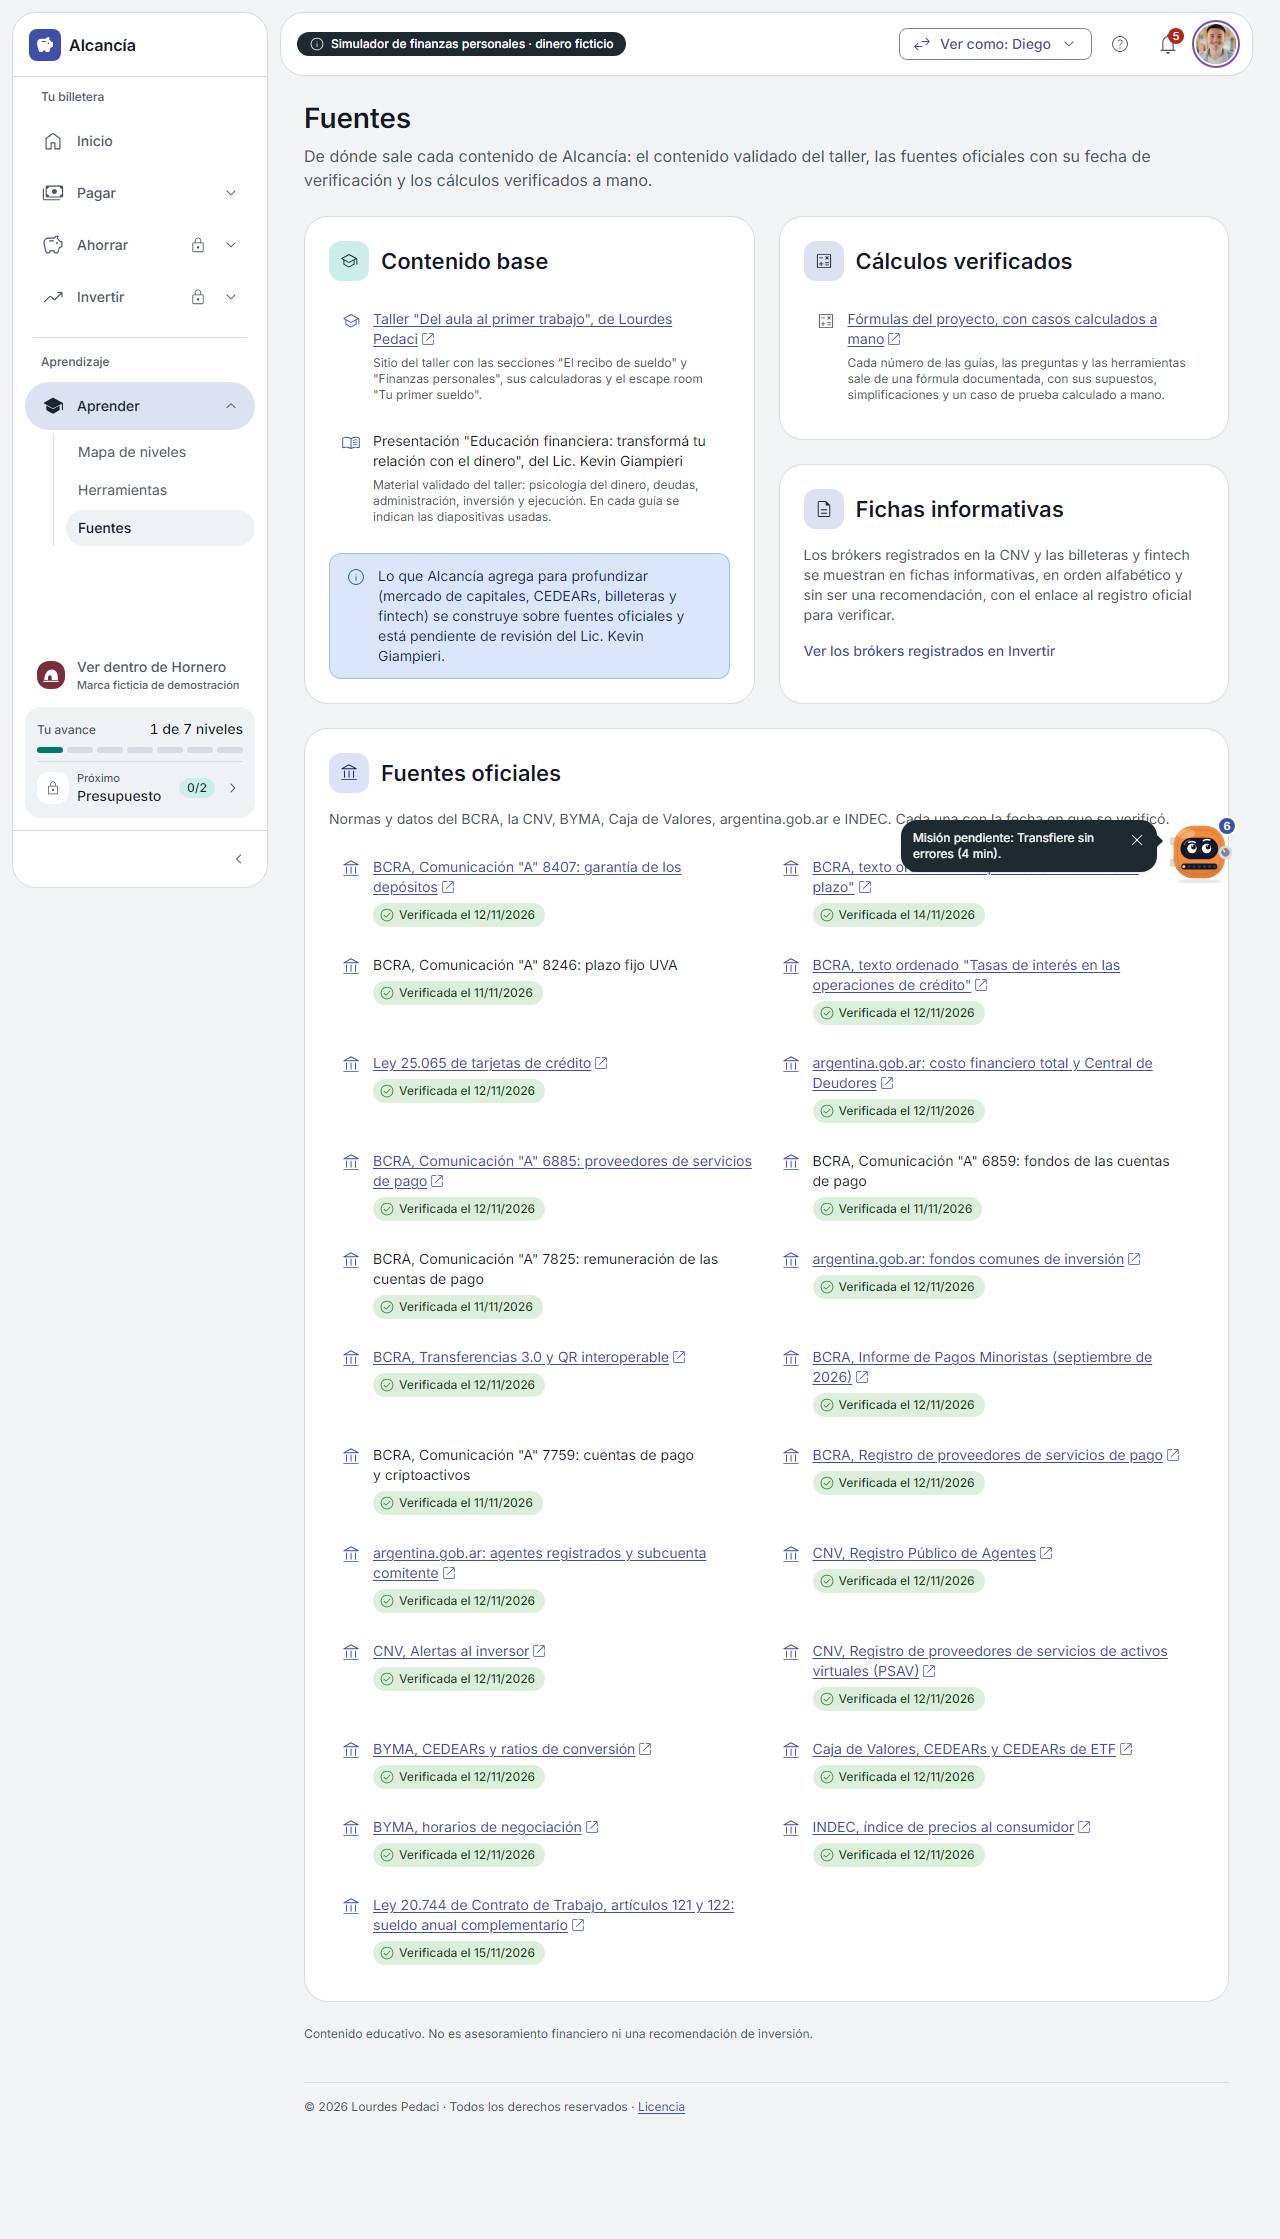 Alcancía
Simulador de finanzas personales · dinero ficticio
Ver como: Diego
5
Tu billetera
Inicio
Pagar
Ahorrar
Invertir
Aprendizaje
Aprender
Mapa de niveles
Herramientas
Fuentes
Ver dentro de Hornero
Marca ficticia de demostración
Tu avance
1 de 7 niveles
Próximo
Presupuesto
0/2
Fuentes
De dónde sale cada contenido de Alcancía: el contenido validado del taller, las fuentes oficiales con su fecha de
verificación y los cálculos verificados a mano.
Contenido base
Taller "Del aula al primer trabajo", de Lourdes
Pedaci
Sitio del taller con las secciones "El recibo de sueldo" y
"Finanzas personales", sus calculadoras y el escape room
"Tu primer sueldo".
Presentación "Educación financiera: transformá tu
relación con el dinero", del Lic. Kevin Giampieri
Material validado del taller: psicología del dinero, deudas,
administración, inversión y ejecución. En cada guía se
indican las diapositivas usadas.
Lo que Alcancía agrega para profundizar
(mercado de capitales, CEDEARs, billeteras y
fintech) se construye sobre fuentes oficiales y
está pendiente de revisión del Lic. Kevin
Giampieri.
Cálculos verificados
Fórmulas del proyecto, con casos calculados a
mano
Cada número de las guías, las preguntas y las herramientas
sale de una fórmula documentada, con sus supuestos,
simplificaciones y un caso de prueba calculado a mano.
Fichas informativas
Los brókers registrados en la CNV y las billeteras y fintech
se muestran en fichas informativas, en orden alfabético y
sin ser una recomendación, con el enlace al registro oficial
para verificar.
Ver los brókers registrados en Invertir
Fuentes oficiales
Normas y datos del BCRA, la CNV, BYMA, Caja de Valores, argentina.gob.ar e INDEC. Cada una con la fecha en que se verificó.
Misión pendiente: Transfiere sin
errores (4 min).
6
BCRA, Comunicación "A" 8407: garantía de los
depósitos
Verificada el 12/11/2026
BCRA, texto
plazo"
Verificada el 14/11/2026
BCRA, Comunicación "A" 8246: plazo fijo UVA
Verificada el 11/11/2026
BCRA, texto ordenado "Tasas de interés en las
operaciones de crédito"
Verificada el 12/11/2026
Ley 25.065 de tarjetas de crédito
Verificada el 12/11/2026
argentina.gob.ar: costo financiero total y Central de
Deudores
Verificada el 12/11/2026
BCRA, Comunicación "A" 6885: proveedores de servicios
de pago
Verificada el 12/11/2026
BCRA, Comunicación "A" 6859: fondos de las cuentas
de pago
Verificada el 11/11/2026
BCRA, Comunicación "A" 7825: remuneración de las
cuentas de pago
Verificada el 11/11/2026
argentina.gob.ar: fondos comunes de inversión
Verificada el 12/11/2026
BCRA, Transferencias 3.0 y QR interoperable
Verificada el 12/11/2026
BCRA, Informe de Pagos Minoristas (septiembre de
2026)
Verificada el 12/11/2026
BCRA, Comunicación "A" 7759: cuentas de pago
y criptoactivos
Verificada el 11/11/2026
BCRA, Registro de proveedores de servicios de pago
Verificada el 12/11/2026
argentina.gob.ar: agentes registrados y subcuenta
comitente
Verificada el 12/11/2026
CNV, Registro Público de Agentes
Verificada el 12/11/2026
CNV, Alertas al inversor
Verificada el 12/11/2026
CNV, Registro de proveedores de servicios de activos
virtuales (PSAV)
Verificada el 12/11/2026
BYMA, CEDEARs y ratios de conversión
Verificada el 12/11/2026
Caja de Valores, CEDEARs y CEDEARs de ETF
Verificada el 12/11/2026
BYMA, horarios de negociación
Verificada el 12/11/2026
INDEC, índice de precios al consumidor
Verificada el 12/11/2026
Ley 20.744 de Contrato de Trabajo, artículos 121 y 122:
sueldo anual complementario
Verificada el 15/11/2026
Contenido educativo. No es asesoramiento financiero ni una recomendación de inversión.
© 2026 Lourdes Pedaci · Todos los derechos reservados · Licencia